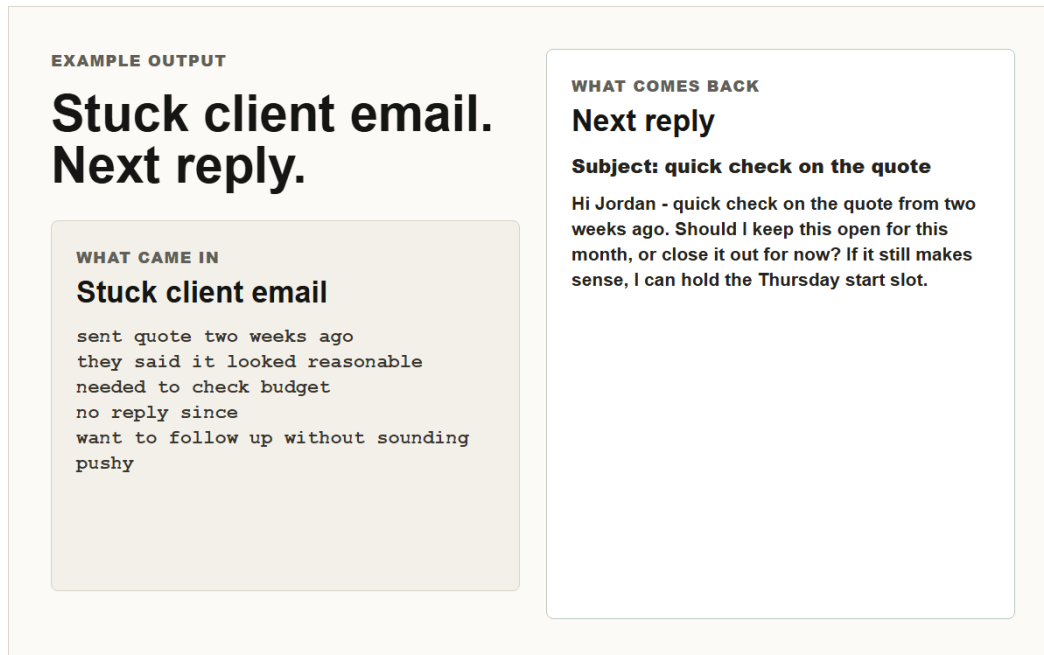 EXAMPLE OUTPUT
Stuck client email.
Next reply.
WHAT CAME IN
Stuck client email
sent quote two weeks ago
they said it looked reasonable
needed to check budget
no reply since
want to follow up without sounding
pushy
WHAT COMES BACK
Next reply
Subject: quick check on the quote
Hi Jordan - quick check on the quote from two
weeks ago. Should I keep this open for this
month, or close it out for now? If it still makes
sense, I can hold the Thursday start slot.